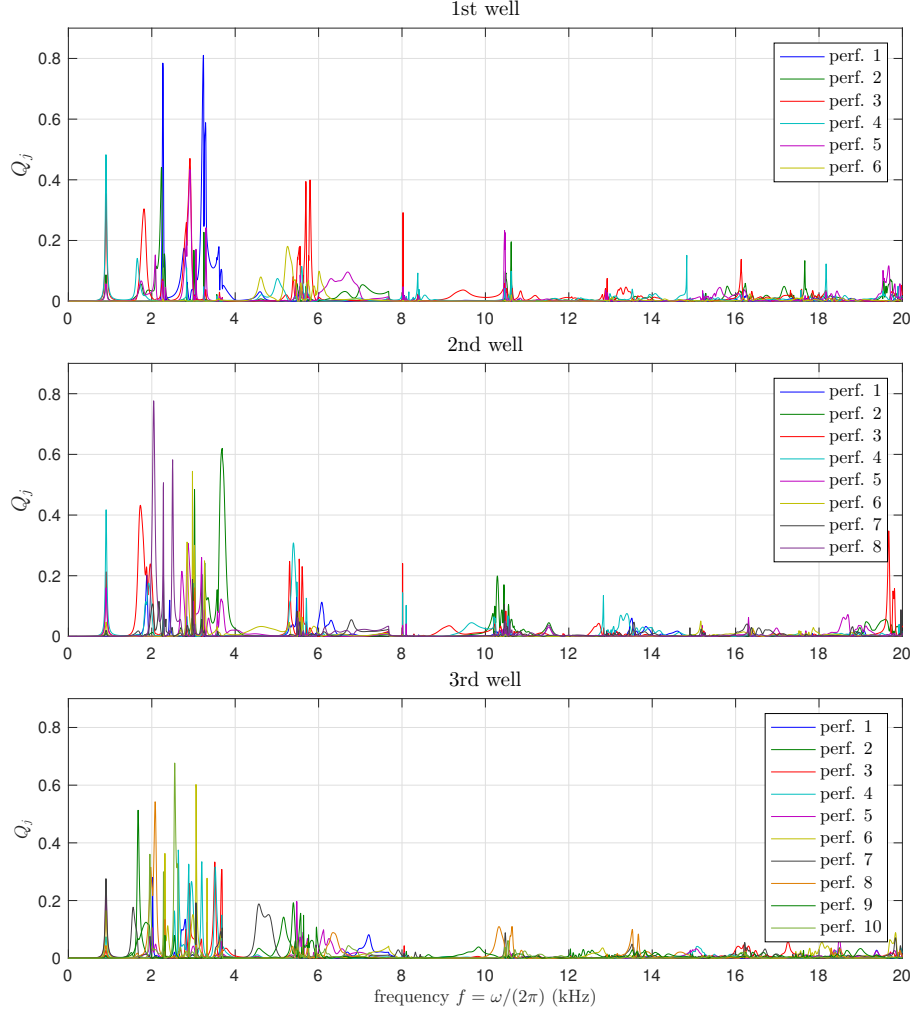 1st well
Q_j
0.8
0.6
0.4
0.2
0
0 2 4 6 8 10 12 14 16 18 20
perf. 1
perf. 2
perf. 3
perf. 4
perf. 5
perf. 6
2nd well
Q_j
0.8
0.6
0.4
0.2
0
0 2 4 6 8 10 12 14 16 18 20
perf. 1
perf. 2
perf. 3
perf. 4
perf. 5
perf. 6
perf. 7
perf. 8
3rd well
Q_j
0.8
0.6
0.4
0.2
0
0 2 4 6 8 10 12 14 16 18 20
perf. 1
perf. 2
perf. 3
perf. 4
perf. 5
perf. 6
perf. 7
perf. 8
perf. 9
perf. 10
frequency f = ω/(2π) (kHz)